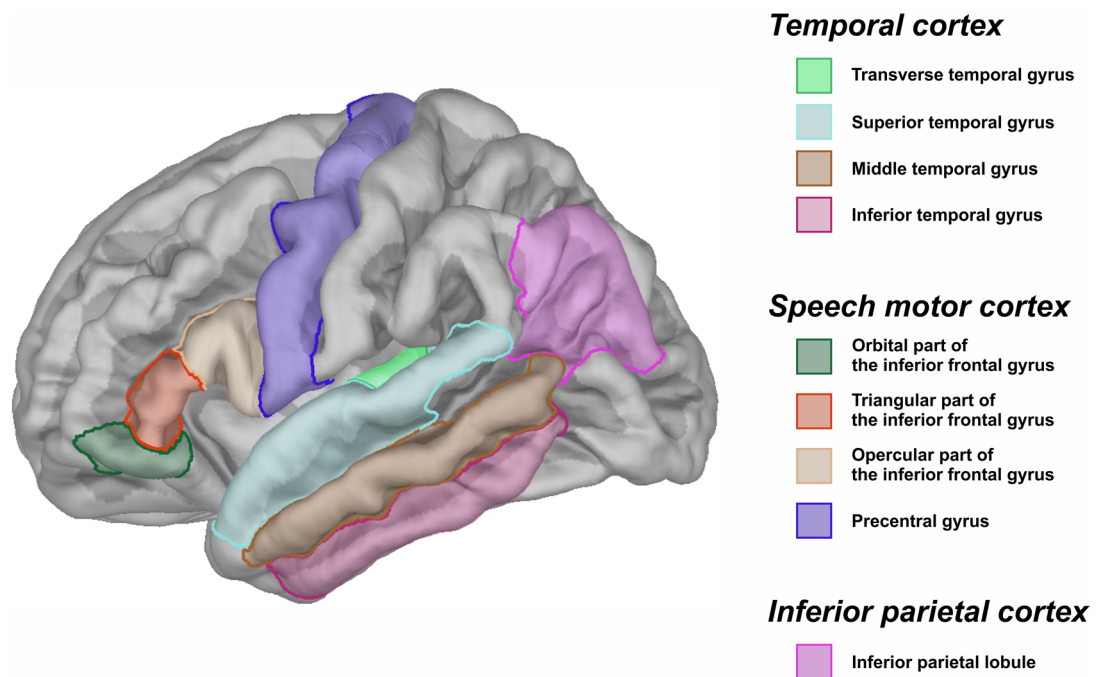 Temporal cortex
Transverse temporal gyrus
Superior temporal gyrus
Middle temporal gyrus
Inferior temporal gyrus
Speech motor cortex
Orbital part of
the inferior frontal gyrus
Triangular part of
the inferior frontal gyrus
Opercular part of
the inferior frontal gyrus
Precentral gyrus
Inferior parietal cortex
Inferior parietal lobule